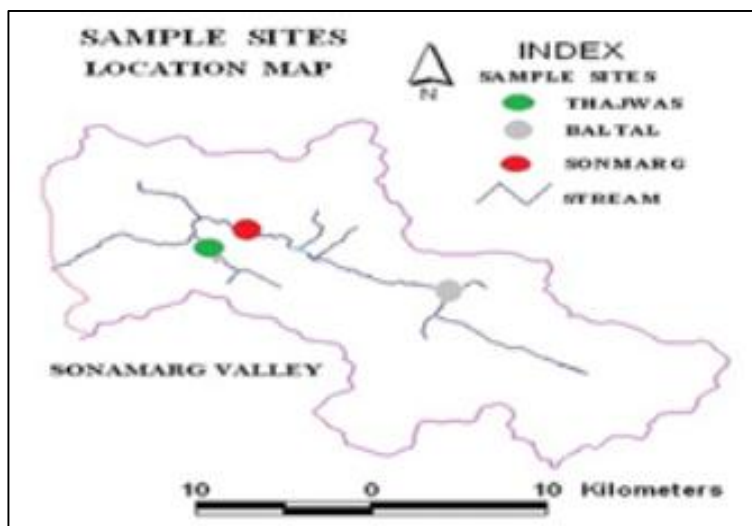 SAMPLE SITES
LOCATION MAP
N
INDEX
SAMPLE SITES
THAJWAS
BALTAL
SONMARG
STREAM
SONAMARG VALLEY
10 0 10 Kilometers